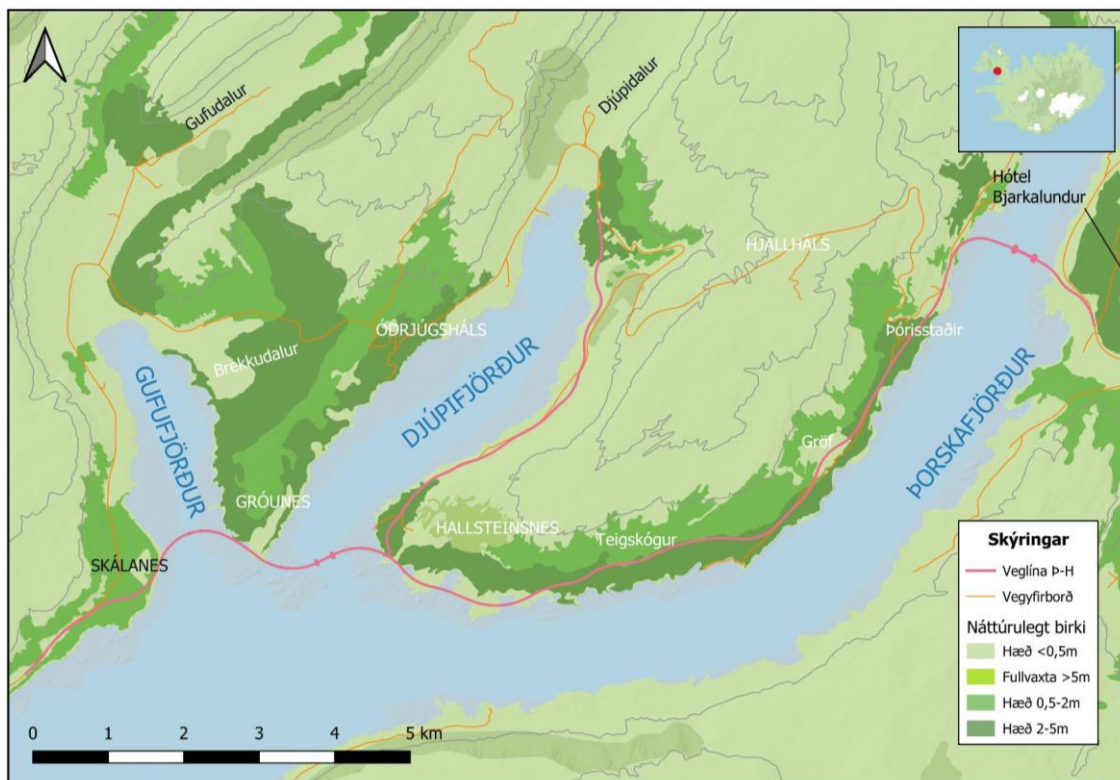 Gufudalur
Djúpidalur
Hótel
Bjarkalundur
HJALLHÁLS
ÓÐRJÚGSHÁLS
Þórisstaðir
Brekkudalur
GUFUFJÖRÐUR
DJÚPIFJÖRÐUR
ÞORSKAFJÖRÐUR
Gröf
GRÓUNES
HALLSTEINSNES
Teigskógur
SKÁLANES
Skýringar
Veglína Þ-H
Vegyfirborð
Náttúrulegt birki
Hæð <0,5m
Fullvaxta >5m
Hæð 0,5-2m
Hæð 2-5m
0 1 2 3 4 5 km